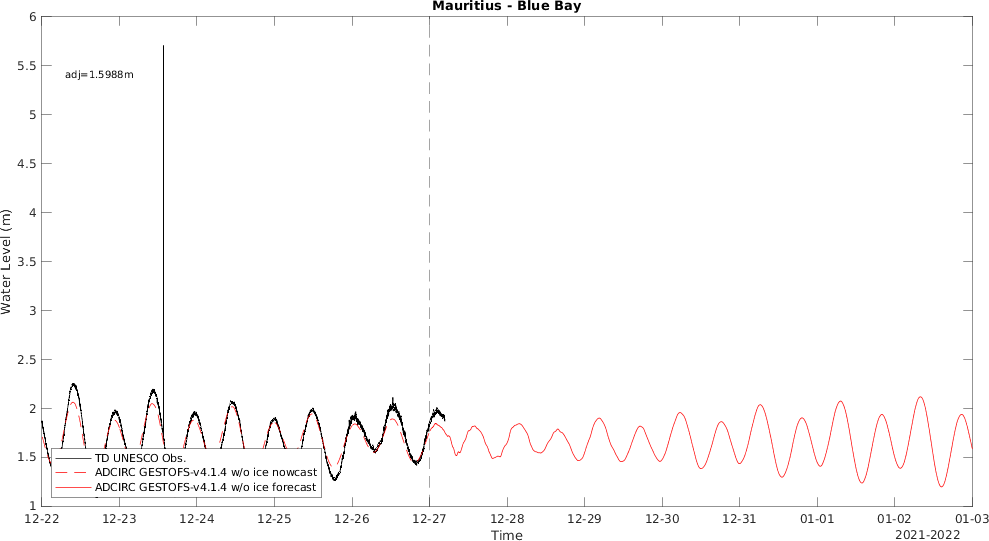 Mauritius - Blue Bay
6
5.5
5
4.5
4
3.5
3
2.5
2
1.5
1
Water Level (m)
adj=1.5988m
TD UNESCO Obs.
ADCIRC GESTOFS-v4.1.4 w/o ice nowcast
ADCIRC GESTOFS-v4.1.4 w/o ice forecast
12-22 12-23 12-24 12-25 12-26 12-27 12-28 12-29 12-30 12-31 01-01 01-02 01-03
Time
2021-2022